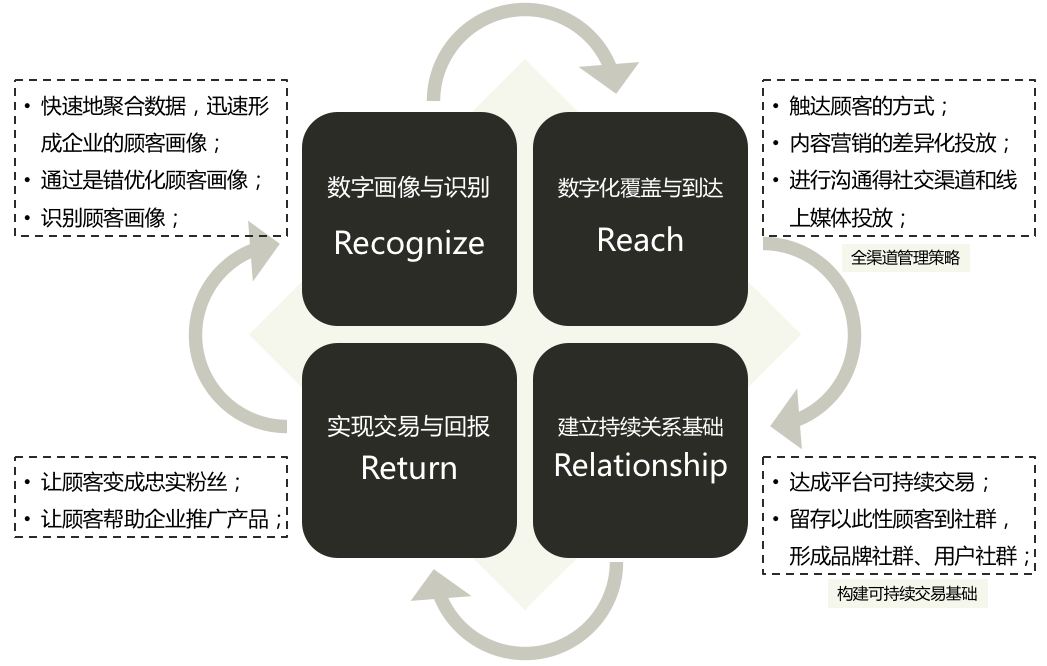 • 快速地聚合数据，迅速形
成企业的顾客画像；
• 通过是错优化顾客画像；
• 识别顾客画像；
数字画像与识别
Recognize
数字化覆盖与到达
Reach
• 触达顾客的方式；
• 内容营销的差异化投放；
• 进行沟通得社交渠道和线
上媒体投放；
全渠道管理策略
• 让顾客变成忠实粉丝；
• 让顾客帮助企业推广产品；
实现交易与回报
Return
建立持续关系基础
Relationship
• 达成平台可持续交易；
• 留存以此性顾客到社群，
形成品牌社群、用户社群；
构建可持续交易基础